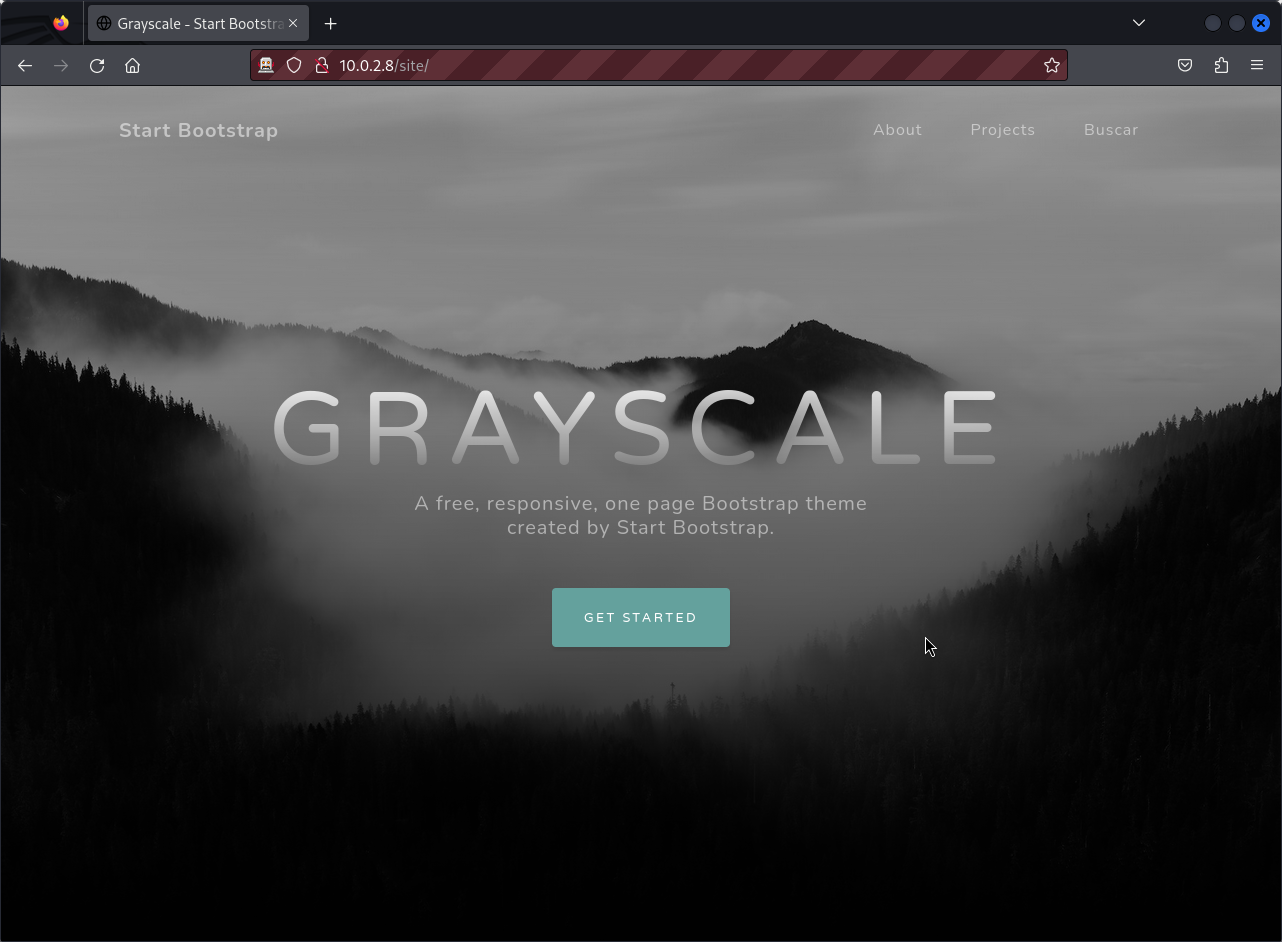 Grayscale - Start Bootstra
10.0.2.8/site/
Start Bootstrap
About Projects Buscar
GRAYSCALE
A free, responsive, one page Bootstrap theme
created by Start Bootstrap.
GET STARTED